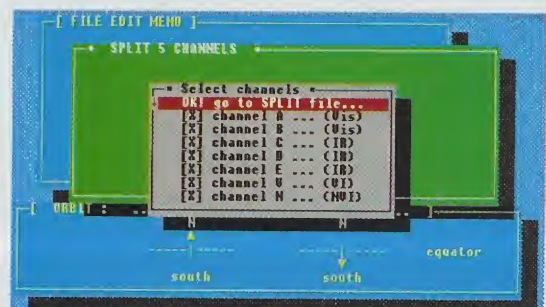 [ FILE EDIT MENU ]
SPLIT 5 CHANNELS
Select channels
OK! go to SPLIT file...
[X] channel A ... (Vis)
[X] channel B ... (Vis)
[X] channel C ... (IR)
[X] channel D ... (IR)
[X] channel E ... (IR)
[X] channel V ... (VI)
[X] channel N ... (NVI)
[ ORBIT :
N N
equator
south south